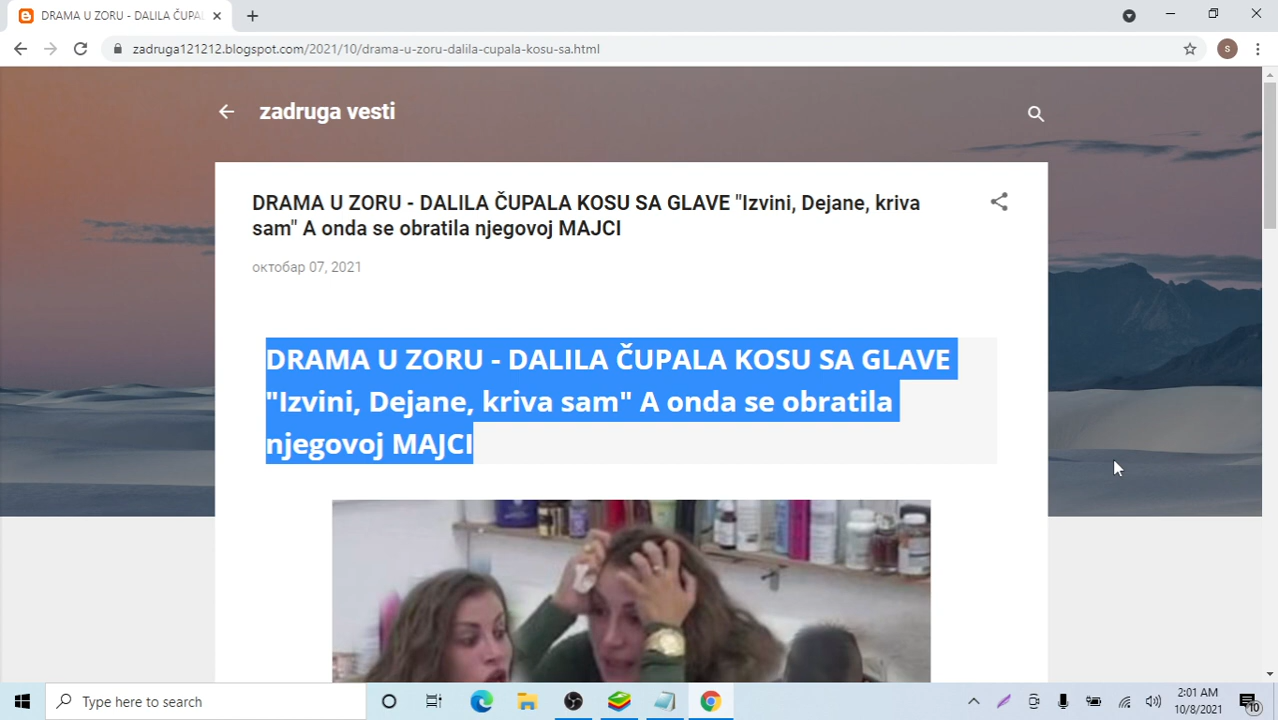 DRAMA U ZORU - DALILA ČUPA
zadruga121212.blogspot.com/2021/10/drama-u-zoru-dalila-cupala-kosu-sa.html
S
zadruga vesti
DRAMA U ZORU - DALILA ČUPALA KOSU SA GLAVE "Izvini, Dejane, kriva
sam" A onda se obratila njegovoj MAJCI
октобар 07, 2021
DRAMA U ZORU - DALILA ČUPALA KOSU SA GLAVE
"Izvini, Dejane, kriva sam" A onda se obratila
njegovoj MAJCI
Type here to search
2:01 AM
10/8/2021
10